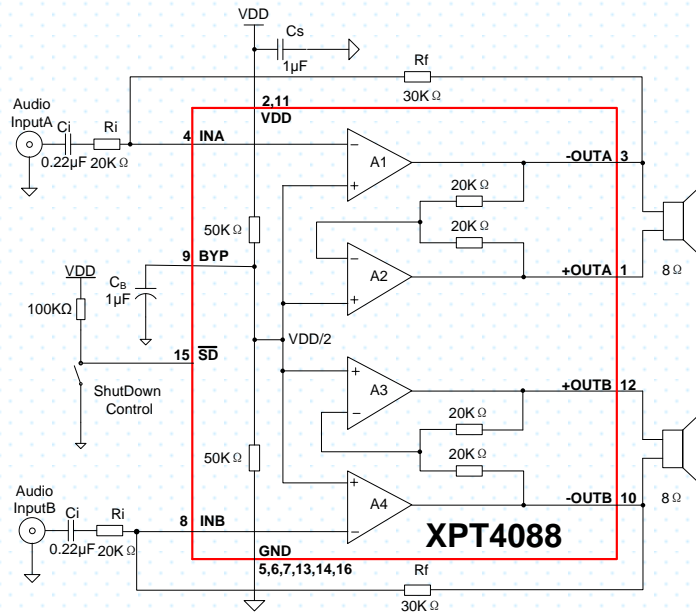 VDD
Cs
1μF
Rf
30KΩ
Audio
InputA
Ci
Ri
0.22μF
20KΩ
2,11
VDD
4 INA
A1
-OUTA 3
20KΩ
20KΩ
50KΩ
9 BYP
A2
+OUTA 1
8Ω
VDD
CB
1μF
100KΩ
VDD/2
15 SD
ShutDown
Control
A3
+OUTB 12
20KΩ
20KΩ
50KΩ
Audio
InputB
Ci
Ri
0.22μF
20KΩ
8 INB
A4
-OUTB 10
8Ω
XPT4088
GND
5,6,7,13,14,16
Rf
30KΩ